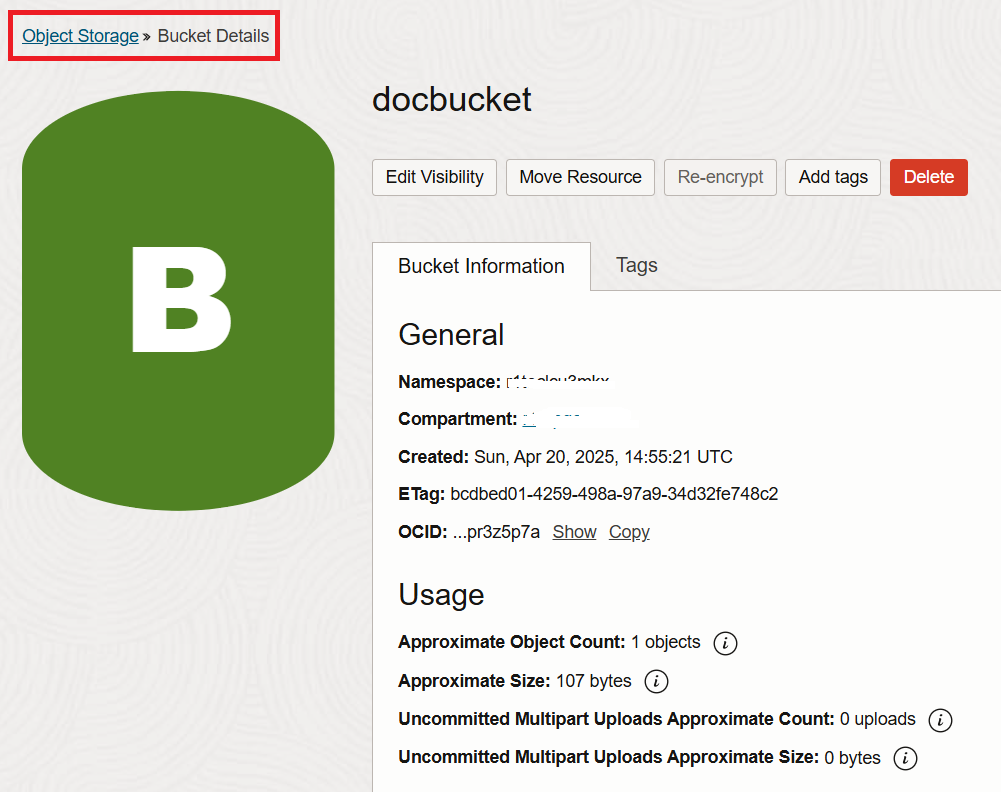 Object Storage » Bucket Details
docbucket
Edit Visibility Move Resource Re-encrypt Add tags Delete
B
Bucket Information Tags
General
Namespace:
Compartment:
Created: Sun, Apr 20, 2025, 14:55:21 UTC
ETag: bcdbed01-4259-498a-97a9-34d32fe748c2
OCID: ...pr3z5p7a Show Copy
Usage
Approximate Object Count: 1 objects i
Approximate Size: 107 bytes i
Uncommitted Multipart Uploads Approximate Count: 0 uploads i
Uncommitted Multipart Uploads Approximate Size: 0 bytes i